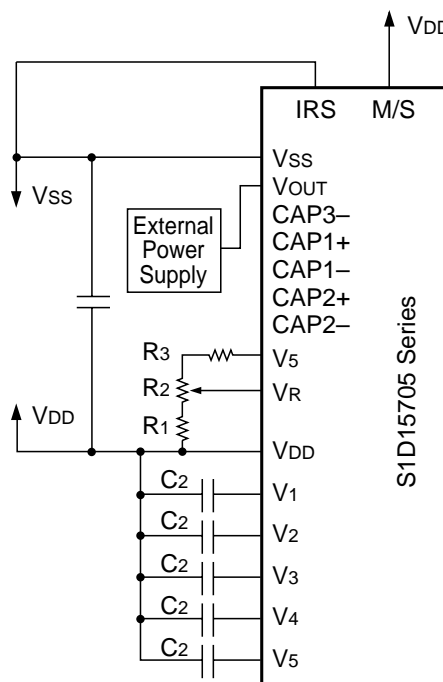 VDD
IRS M/S
VSS
VSS
VOUT
External
Power
Supply
CAP3–
CAP1+
CAP1–
CAP2+
CAP2–
R3
V5
R2
VR
R1
VDD
VDD
C2
V1
C2
V2
C2
V3
C2
V4
C2
V5
S1D15705 Series